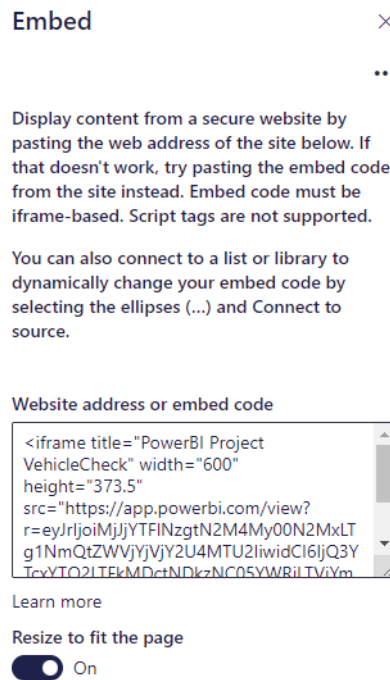 Embed
Display content from a secure website by
pasting the web address of the site below. If
that doesn't work, try pasting the embed code
from the site instead. Embed code must be
iframe-based. Script tags are not supported.
You can also connect to a list or library to
dynamically change your embed code by
selecting the ellipses (...) and Connect to
source.
Website address or embed code
<iframe title="PowerBI Project
VehicleCheck" width="600"
height="373.5"
src="https://app.powerbi.com/view?
Learn more
Resize to fit the page
On